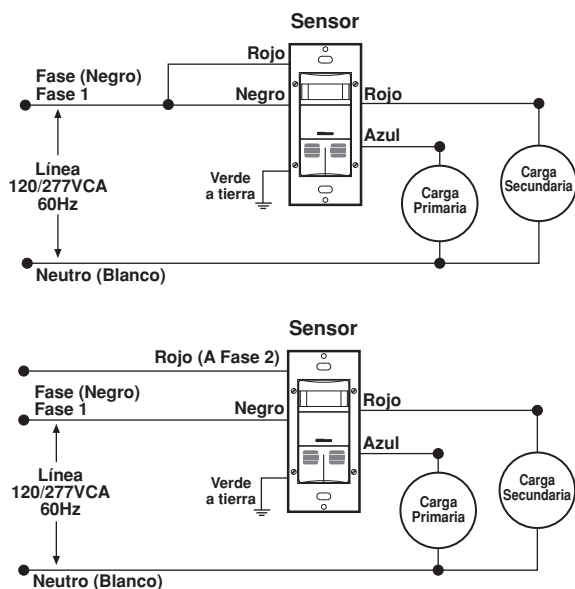 Sensor
Rojo
Fase (Negro)
Fase 1
Negro
Rojo
Azul
Línea
120/277VCA
60Hz
Verde
a tierra
Carga
Primaria
Carga
Secundaria
Neutro (Blanco)
Sensor
Rojo (A Fase 2)
Fase (Negro)
Fase 1
Negro
Rojo
Azul
Línea
120/277VCA
60Hz
Verde
a tierra
Carga
Primaria
Carga
Secundaria
Neutro (Blanco)